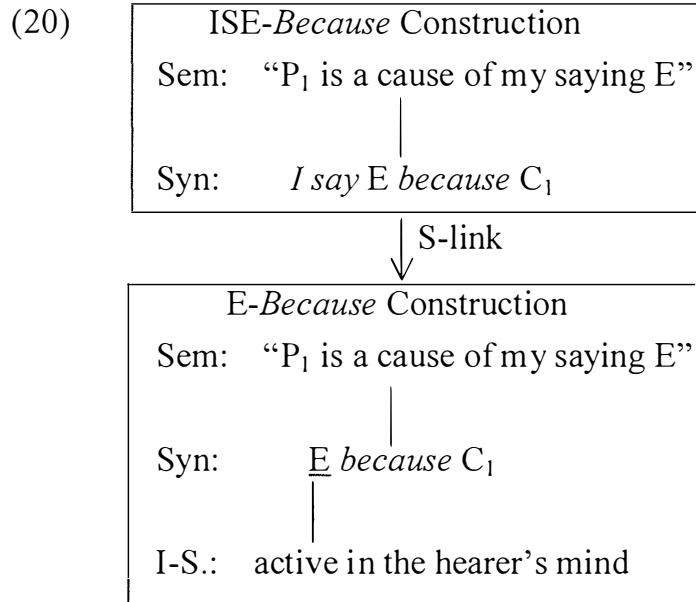 (20) ISE-Because Construction
Sem: “P₁ is a cause of my saying E”
Syn: I say E because C₁
S-link
E-Because Construction
Sem: “P₁ is a cause of my saying E”
Syn: E because C₁
I-S.: active in the hearer’s mind